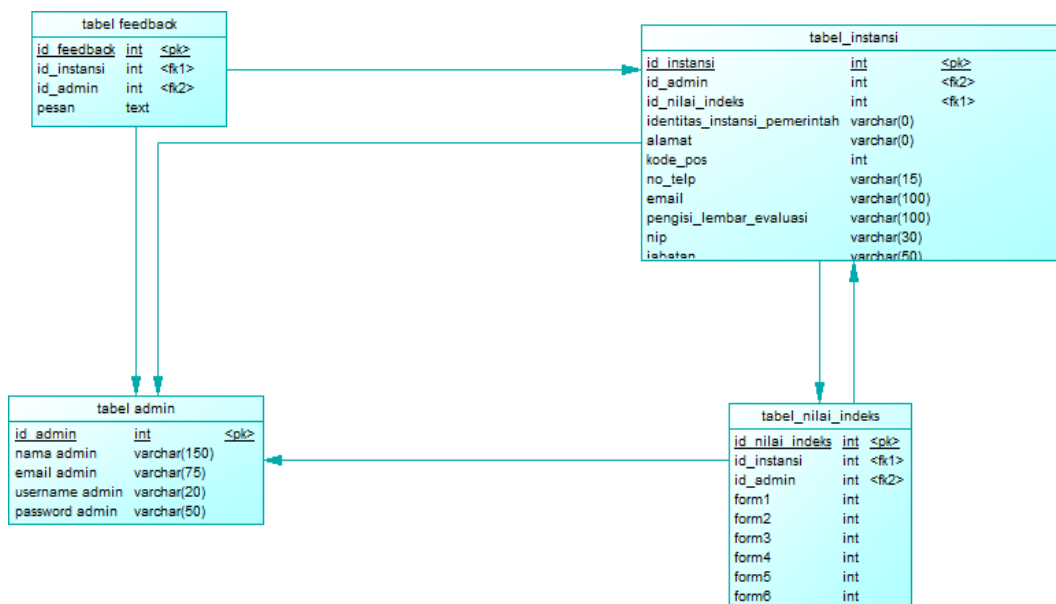 tabel feedback
id_feedback int <pk>
id_instansi int <fk1>
id_admin int <fk2>
pesan text
tabel_instansi
id_instansi int <pk>
id_admin int <fk2>
id_nilai_indeks int <fk1>
identitas_instansi_pemerintah varchar(0)
alamat varchar(0)
kode_pos int
no_telp varchar(15)
email varchar(100)
pengisi_lembar_evaluasi varchar(100)
nip varchar(30)
jabatan varchar(50)
tabel admin
id_admin int <pk>
nama admin varchar(150)
email admin varchar(75)
username admin varchar(20)
password admin varchar(50)
tabel_nilai_indeks
id_nilai_indeks int <pk>
id_instansi int <fk1>
id_admin int <fk2>
form1 int
form2 int
form3 int
form4 int
form5 int
form6 int